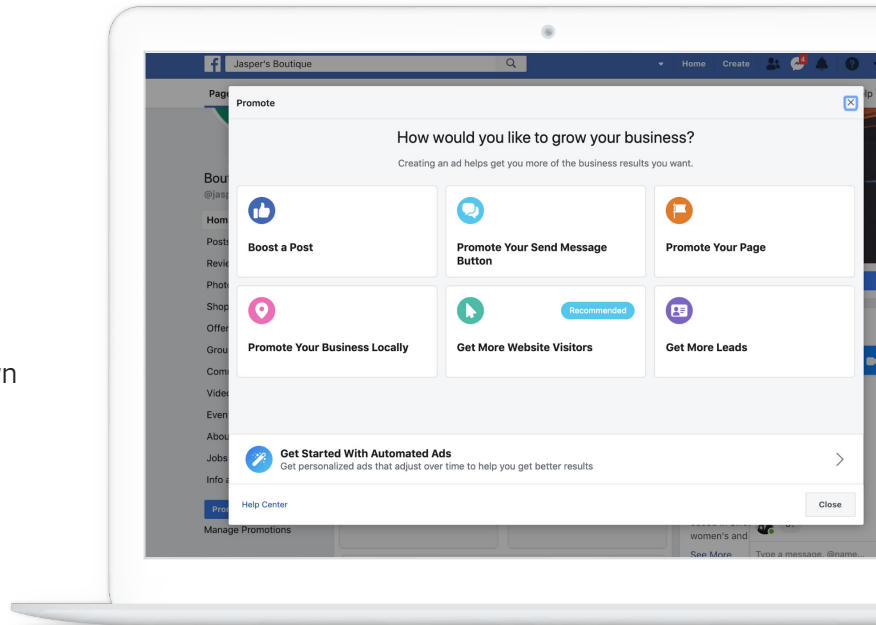 Jasper's Boutique
Home Create 4
Promote
How would you like to grow your business?
Creating an ad helps get you more of the business results you want.
Boost a Post
Promote Your Send Message
Button
Promote Your Page
Promote Your Business Locally
Recommended
Get More Website Visitors
Get More Leads
Get Started With Automated Ads
Get personalized ads that adjust over time to help you get better results
Help Center
Close
Manage Promotions
women's and
See More
Type a message, @name...